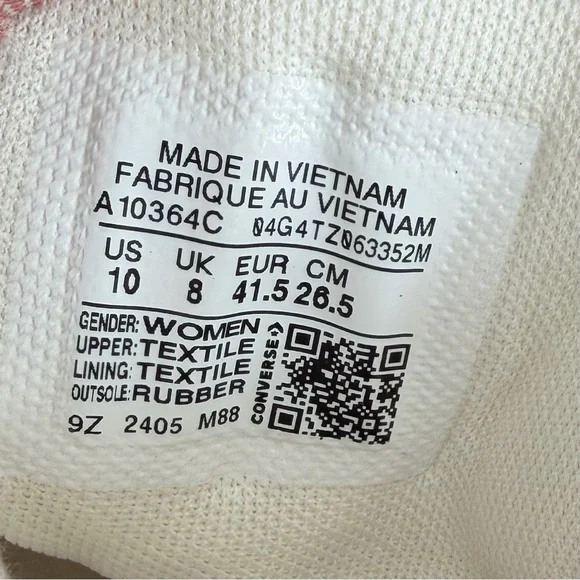 MADE IN VIETNAM
FABRIQUE AU VIETNAM
A10364C 04G4TZ063352M
US UK EUR CM
10 8 41.5 26.5
GENDER: WOMEN
UPPER: TEXTILE
LINING: TEXTILE
OUTSOLE: RUBBER
CONVERSE
9Z 2405 M88